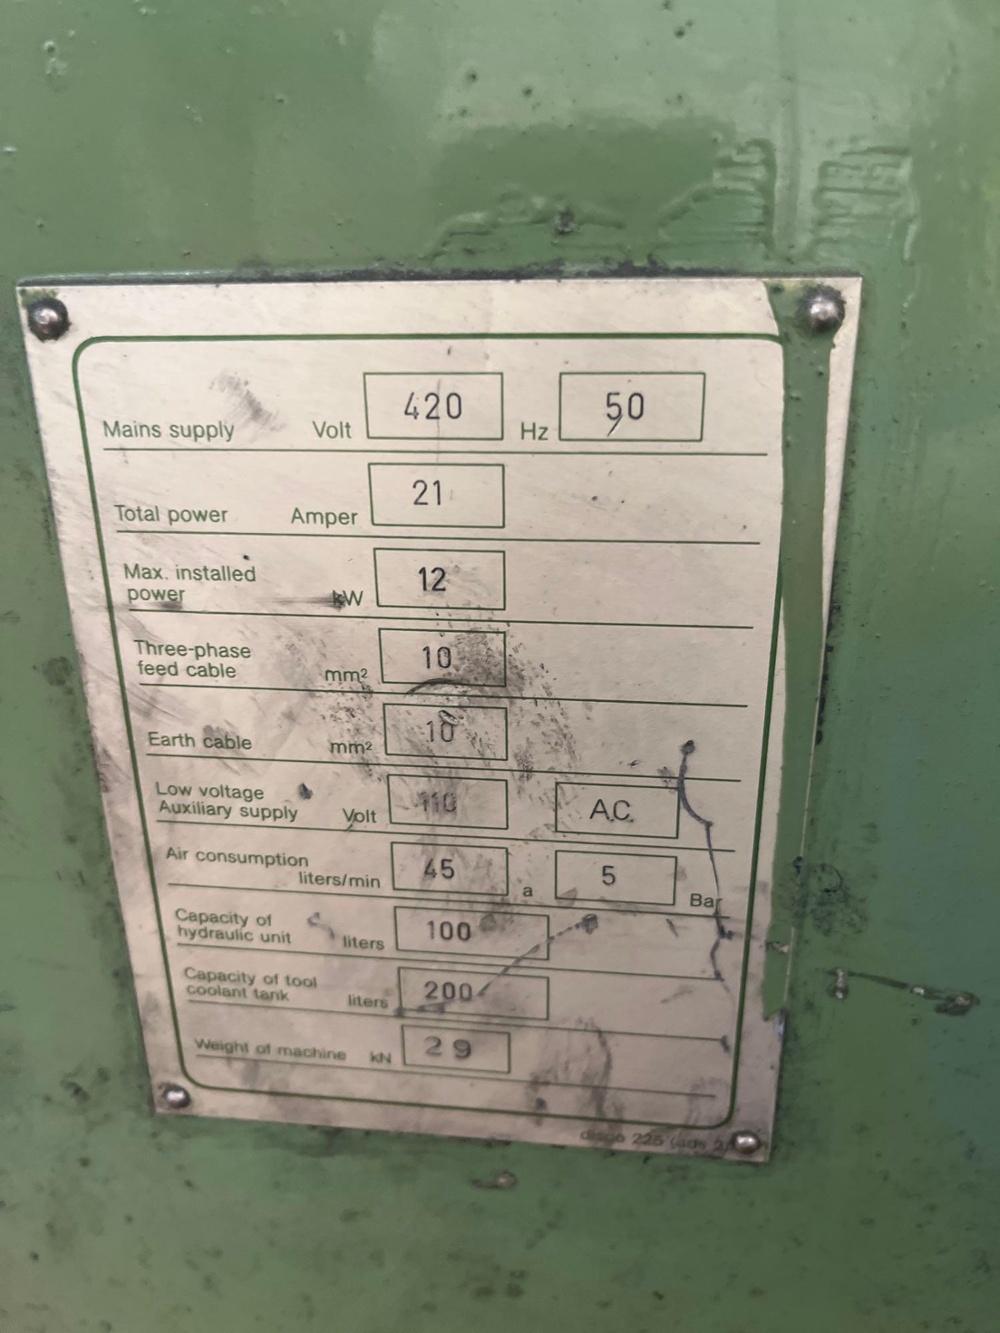 Mains supply Volt 420 Hz 50
Total power Amper 21
Max. installed
power kW 12
Three-phase
feed cable mm² 10
Earth cable mm² 10
Low voltage
Auxiliary supply Volt 110 A.C.
Air consumption
liters/min 45 a 5 Bar
Capacity of
hydraulic unit liters 100
Capacity of tool
coolant tank liters 200
Weight of machine kN 29
225